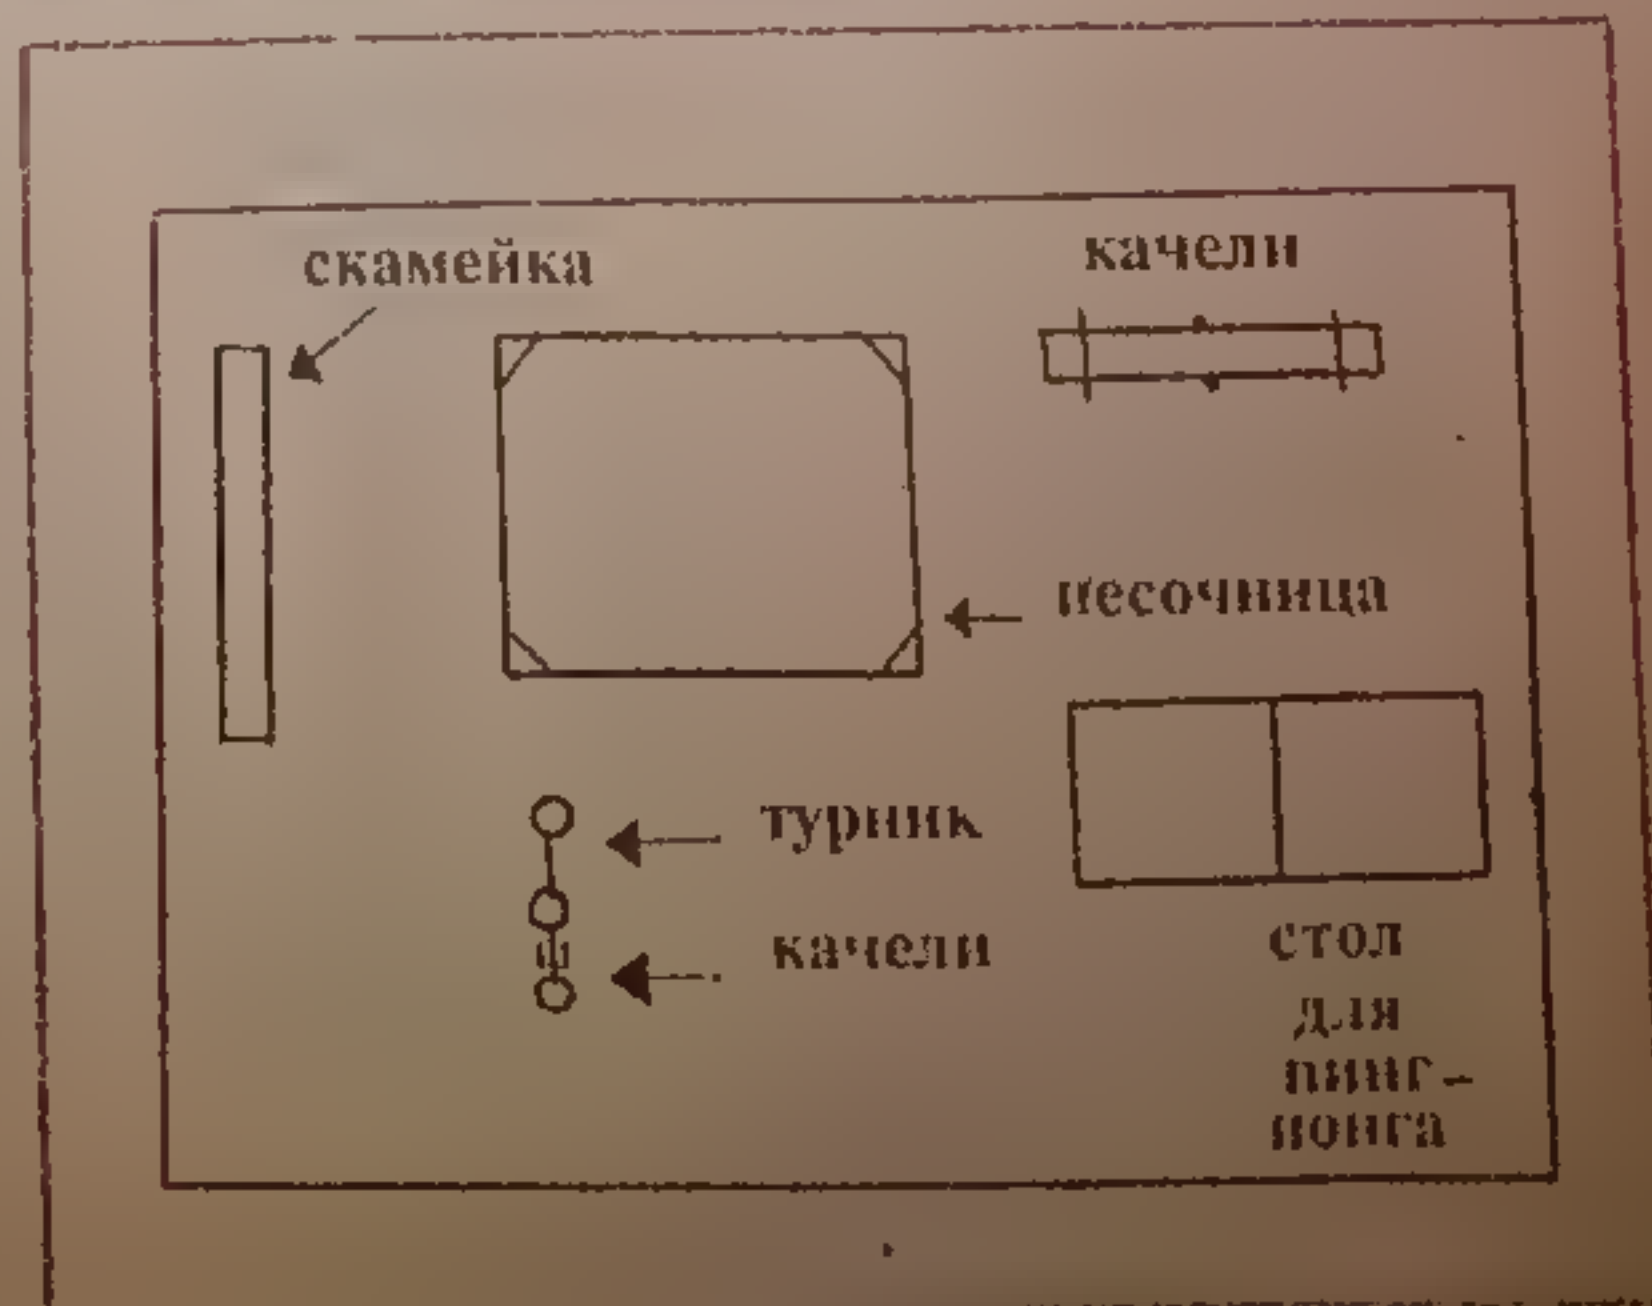 скамейка
качели
песочница
турник
качели
стол
для
пинг-
понга